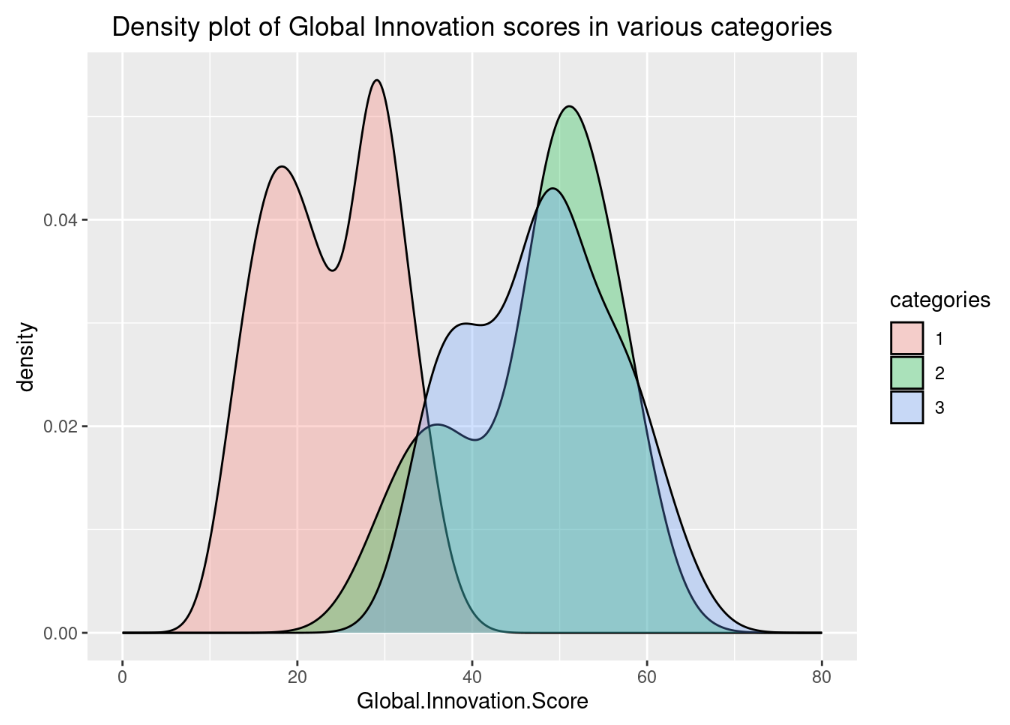 Density plot of Global Innovation scores in various categories
density
0.04
0.02
0.00
0 20 40 60 80
Global.Innovation.Score
categories
1
2
3